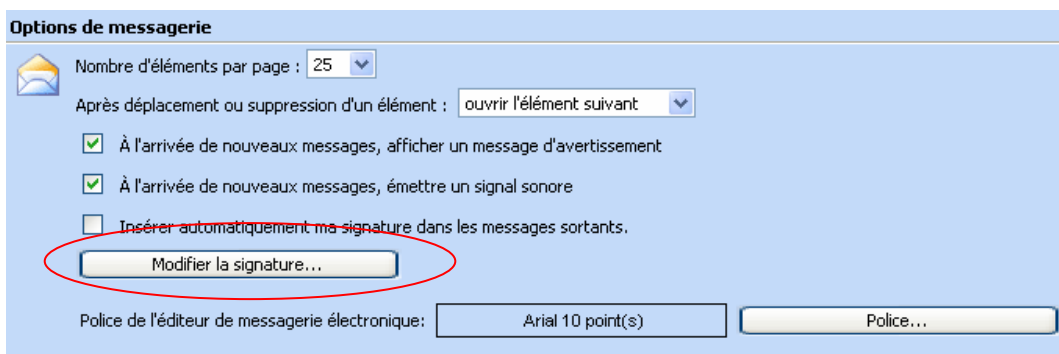 Options de messagerie
Nombre d'éléments par page : 25
Après déplacement ou suppression d'un élément : ouvrir l'élément suivant
À l'arrivée de nouveaux messages, afficher un message d'avertissement
À l'arrivée de nouveaux messages, émettre un signal sonore
Insérer automatiquement ma signature dans les messages sortants.
Modifier la signature...
Police de l'éditeur de messagerie électronique: Arial 10 point(s) Police...